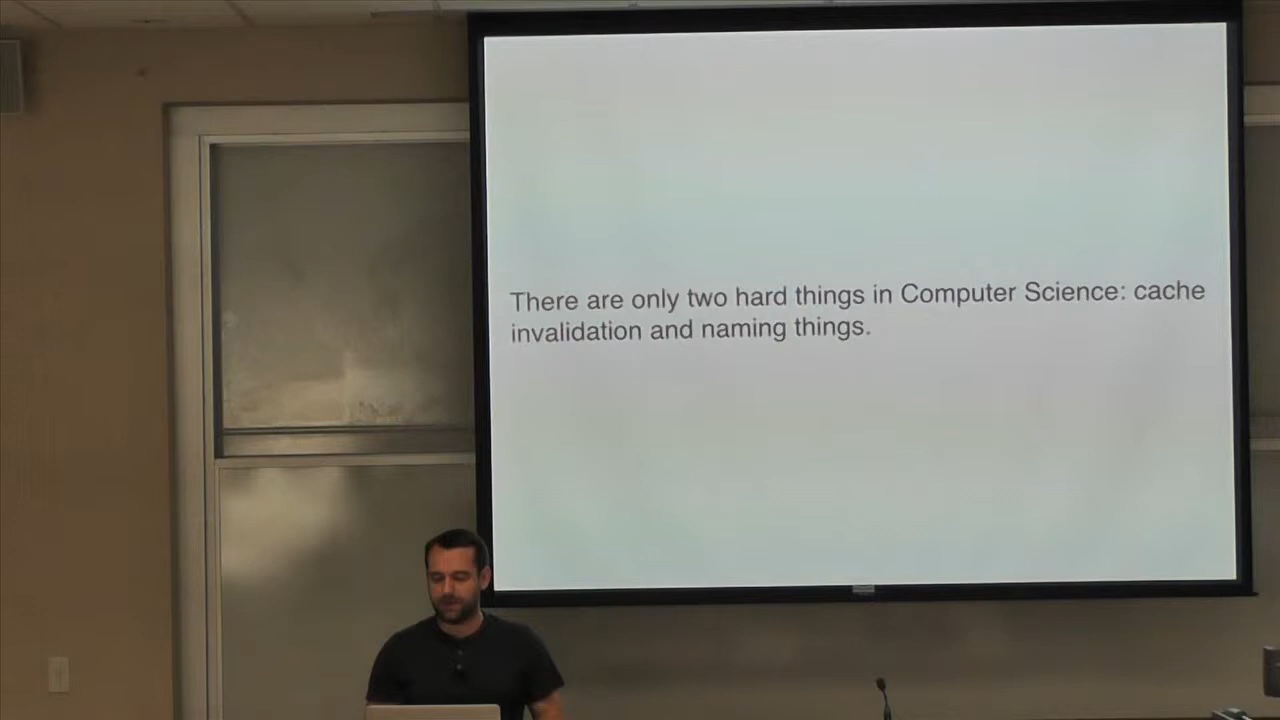 There are only two hard things in Computer Science: cache
invalidation and naming things.